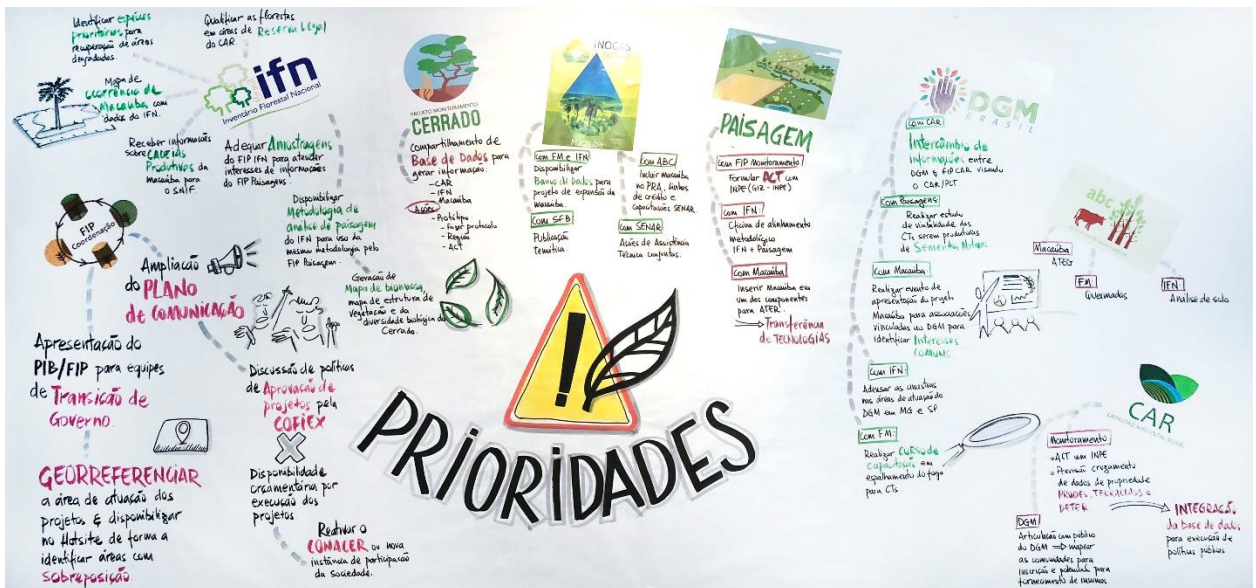 Identificar espécies
prioritárias para
recuperação de áreas
degradadas.
Qualificar as florestas
em áreas de Reserva Legal
do CAR.
Mapa de
ocorrência de
Macaúba com
dados do IFN.
ifn
Inventário Florestal Nacional
Receber informações
sobre CADEIAS
PRODUTIVAS da
macaúba para
o SNIF.
Adequar Amostragens
do FIP IFN para atender
interesses de informações
do FIP Paisagens.
Disponibilizar
Metodologia de
análise de paisagem
do IFN para uso da
mesma metodologia pelo
FIP Paisagem.
Geração de
Mapa de biomassa,
mapa de estrutura de
vegetação e da
diversidade biológica do
Cerrado.
FIP
Coordenação
Ampliação
do PLANO
de COMUNICAÇÃO
Apresentação do
PIB/FIP para equipes
de Transição de
Governo.
GEORREFERENCIAR
a área de atuação dos
projetos & disponibilizar
no Hotsite de forma a
identificar áreas com
sobreposição
Discussão de políticas
de Aprovação de
projetos pela
COFIEX
Disponibilidade
orçamentária por
execução dos
projetos
Reativar o
CONACER ou nova
instância de participação
da Sociedade.
PROJETO MONITORAMENTO
CERRADO
Compartilhamento de
Base de Dados para
gerar informação:
- CAR
- IFN
- Macaúba
Ações
- Protótipo
- Fazer protocolo
- Região
- ACT
INOCAS
MACAÚBA
Com FM e IFN
Disponibilizar
Banco de Dados para
projeto de expansão da
macaúba.
Com SFB
Publicação
temática.
Com ABC
Incluir macaúba
no PRA, linhas
de crédito e
capacitações SENAR.
Com SENAR
Ações de Assistência
Técnica conjuntas.
PAISAGEM
Com FIP Monitoramento
Formular ACT com
INPE (GIZ - INPE)
Com IFN
Oficina de alinhamento
metodológico
IFN + Paisagem
Com Macaúba
Inserir Macaúba em
um dos componentes
para ATER.
Transferência
de TECNOLOGIAS
PRIORIDADES
DGM
BRASIL
Com CAR
Intercâmbio de
informações entre
DGM & FIP CAR visando
o CAR/PCT.
Com Paisagens:
Realizar estudo
de viabilidade das
CTs serem produtoras
de Sementes Nativas
Com Macaúba:
Realizar evento de
apresentação do projeto
Macaúba para associações
vinculadas ao DGM para
identificar Interesses
COMUNS.
Com IFN:
Adensar as amostras
nas áreas de atuação do
DGM em MG e SP
Com FM:
Realizar CURSO de
Capacitação em
espalhamento do fogo
para CTs
abc
Macaúba
ATEG
FM
Queimadas
IFN
Análise de solo
CAR
CADASTRO AMBIENTAL RURAL
Monitoramento
ACT um INPE
Previsão cruzamento
de dados de propriedade
PRODES, TERRACLASS e
DETER
INTEGRAÇÃO
da base de dados
para execução de
políticas públicas
DGM
Articulação com público
do DGM → mapear
as comunidades para
inscrição e potencial para
fornecimento de insumos